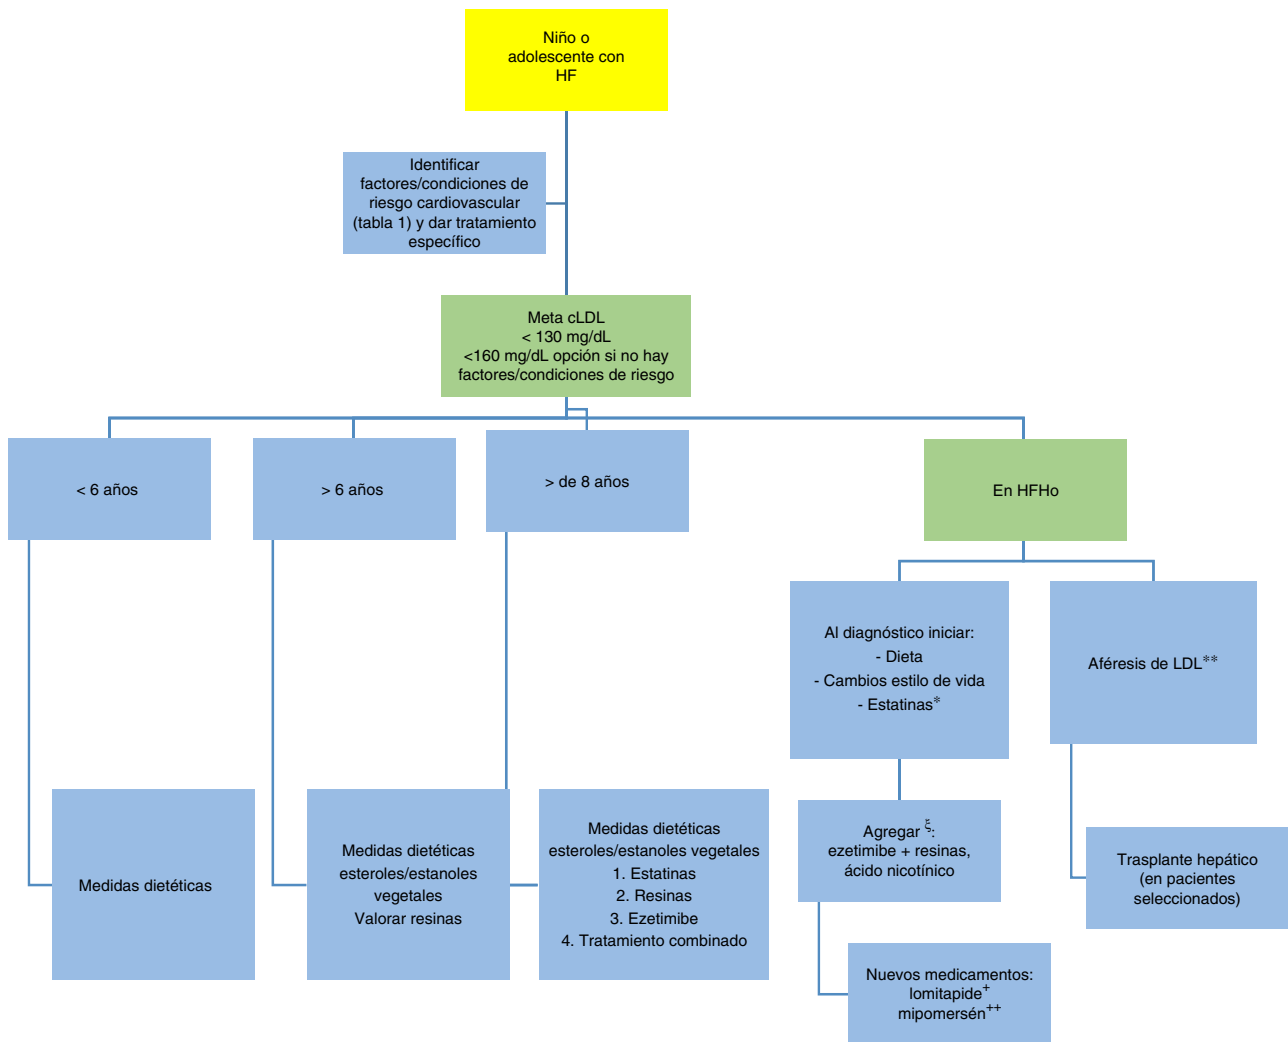 Niño o
adolescente con
HF
Identificar
factores/condiciones de
riesgo cardiovascular
(tabla 1) y dar tratamiento
específico
Meta cLDL
< 130 mg/dL
<160 mg/dL opción si no hay
factores/condiciones de riesgo
< 6 años
> 6 años
> de 8 años
En HFHo
Al diagnóstico iniciar:
- Dieta
- Cambios estilo de vida
- Estatinas*
Aféresis de LDL**
Medidas dietéticas
Medidas dietéticas
esteroles/estanoles
vegetales
Valorar resinas
Medidas dietéticas
esteroles/estanoles vegetales
1. Estatinas
2. Resinas
3. Ezetimibe
4. Tratamiento combinado
Agregar ξ:
ezetimibe + resinas,
ácido nicotínico
Trasplante hepático
(en pacientes
seleccionados)
Nuevos medicamentos:
lomitapide+
mipomersén++